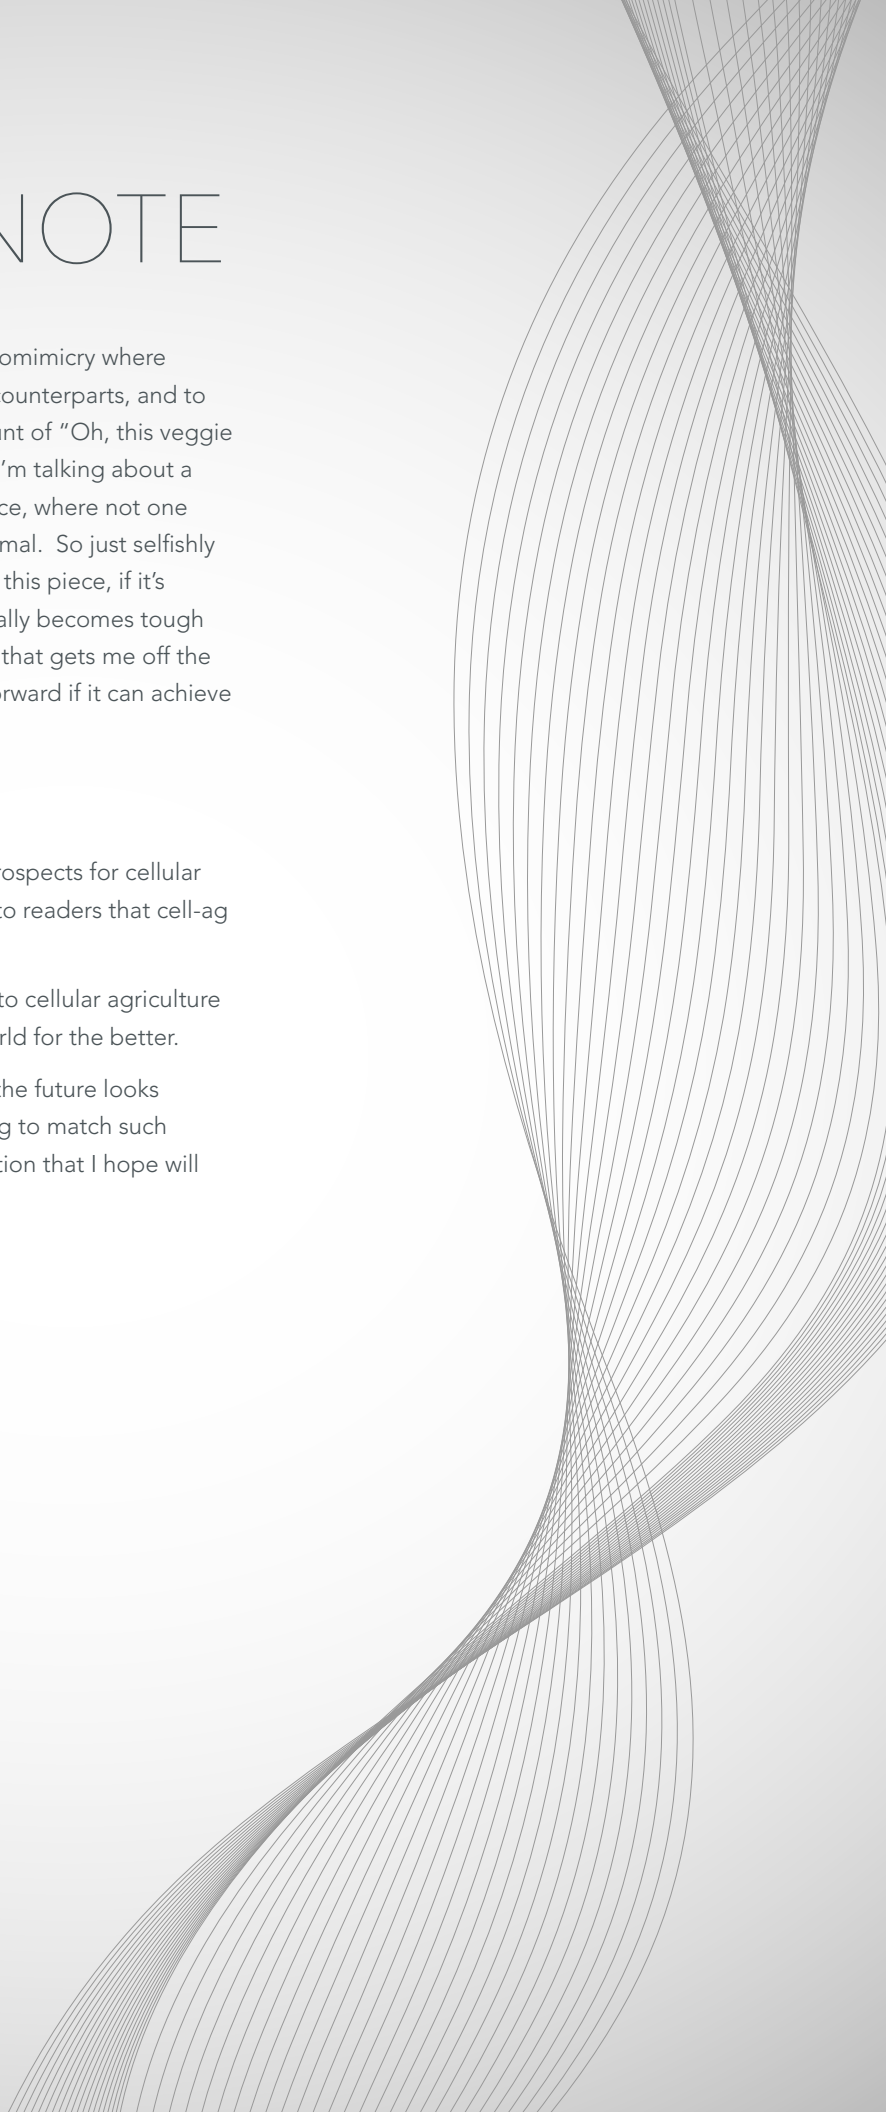 NOTE
omimicry where
counterparts, and to
unt of “Oh, this veggie
I’m talking about a
ce, where not one
mal.  So just selfishly
this piece, if it’s
ally becomes tough
that gets me off the
orward if it can achieve
rospects for cellular
to readers that cell-ag
to cellular agriculture
rld for the better.
the future looks
g to match such
tion that I hope will